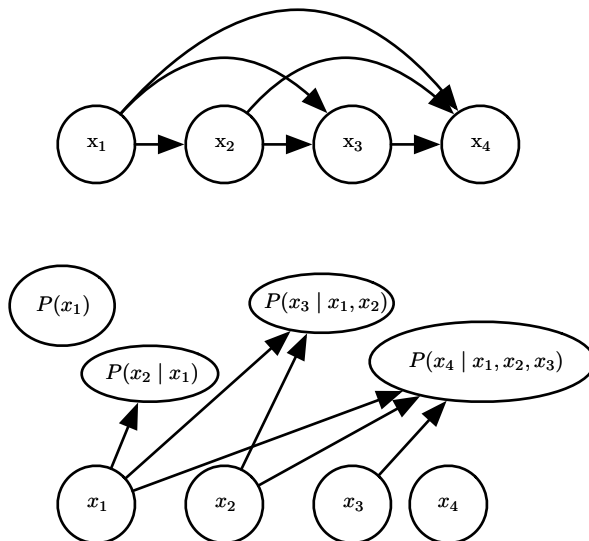 x₁ x₂ x₃ x₄
P(x₁)
P(x₃ | x₁, x₂)
P(x₂ | x₁)
P(x₄ | x₁, x₂, x₃)
x₁ x₂ x₃ x₄